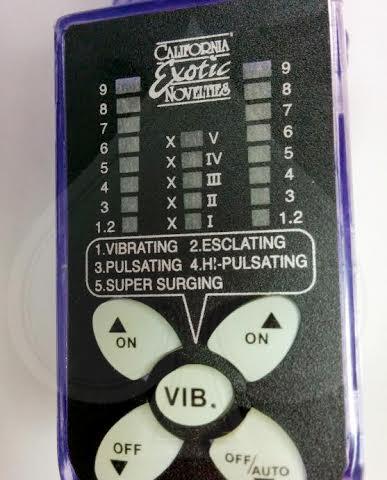 CALIFORNIA
Exotic
NOVELTIES
9 9
8 8
7 7
6 X V 6
5 X IV 5
4 X III 4
3 X II 3
1.2 X I 1.2
1.VIBRATING 2.ESCLATING
3.PULSATING 4.HI-PULSATING
5.SUPER SURGING
ON ON
VIB.
OFF OFF/AUTO